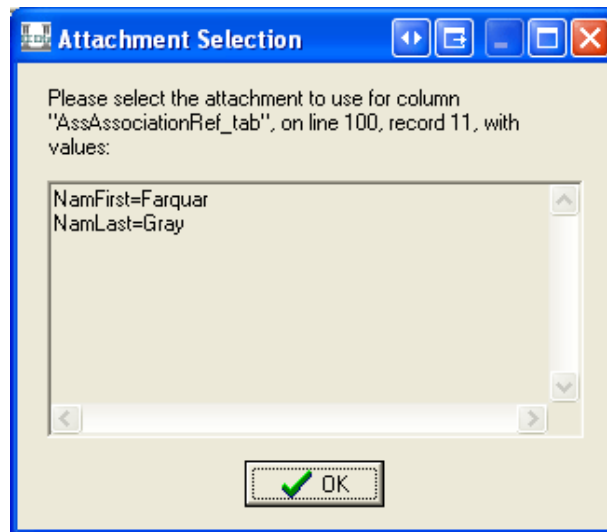 Attachment Selection
Please select the attachment to use for column
"AssAssociationRef_tab", on line 100, record 11, with
values:
NamFirst=Farquar
NamLast=Gray
OK